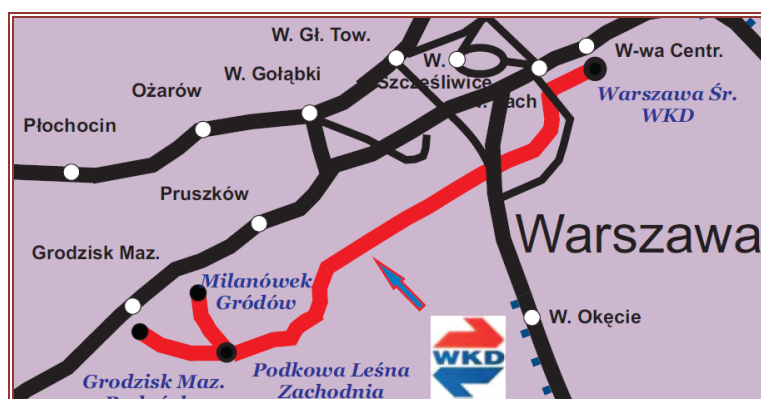 W. Gł. Tow.
W-wa Centr.
W.
Szcześliwice
W. Gołąbki
Ożarów
Warszawa Śr.
WKD
Płochocin
Pruszków
Warszawa
Grodzisk Maz.
Milanówek
Gródów
W. Okęcie
WKD
Podkowa Leśna
Zachodnia
Grodzisk Maz.